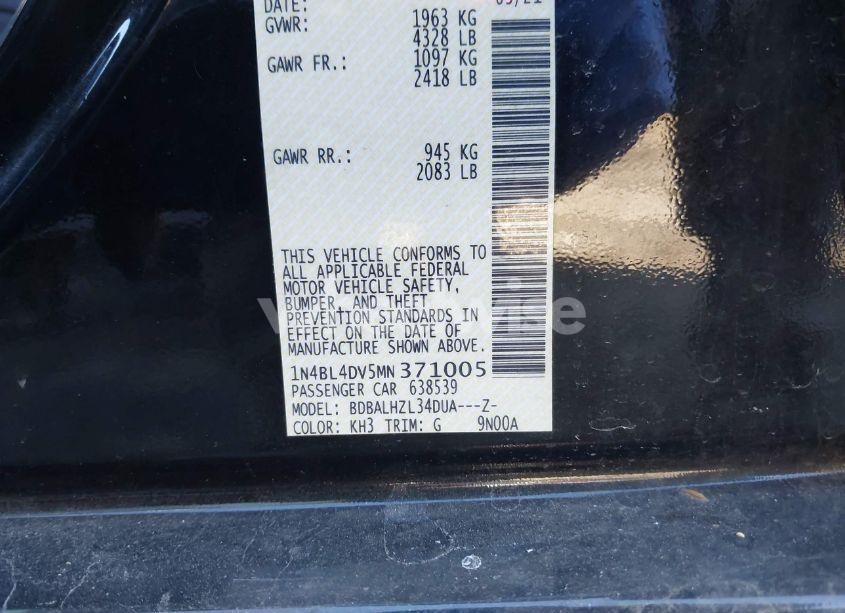 DATE: 05/21
GVWR: 1963 KG
4328 LB
GAWR FR.: 1097 KG
2418 LB
GAWR RR.: 945 KG
2083 LB
THIS VEHICLE CONFORMS TO
ALL APPLICABLE FEDERAL
MOTOR VEHICLE SAFETY,
BUMPER, AND THEFT
PREVENTION STANDARDS IN
EFFECT ON THE DATE OF
MANUFACTURE SHOWN ABOVE.
1N4BL4DV5MN371005
PASSENGER CAR 638539
MODEL: BDBALHZL34DUA---Z-
COLOR: KH3 TRIM: G 9N00A